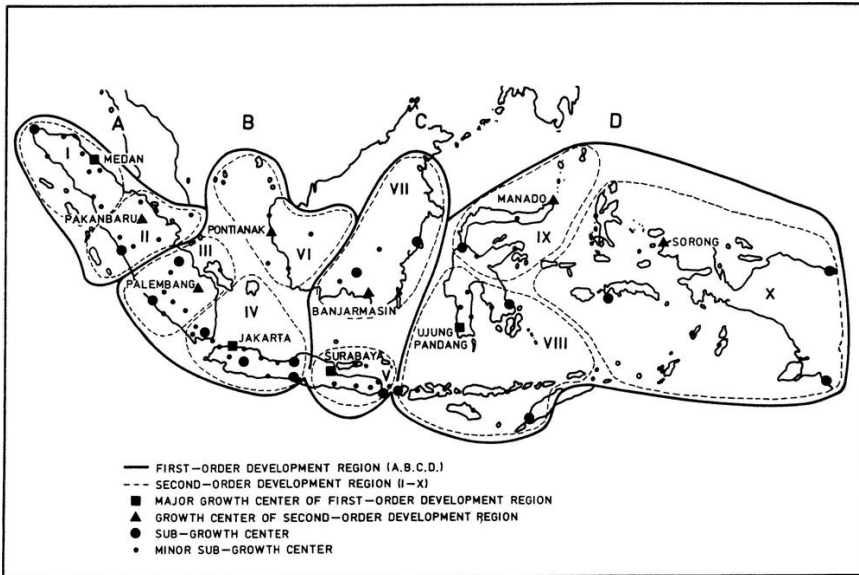 A
B
C
D
I
MEDAN
VII
MANADO
PAKANBARU
II
PONTIANAK
SORONG
III
VI
IX
PALEMBANG
IV
BANJARMASIN
X
JAKARTA
UJUNG
PANDANG
VIII
SURABAYA
V
FIRST-ORDER DEVELOPMENT REGION (A.B.C.D.)
SECOND-ORDER DEVELOPMENT REGION (I-X)
MAJOR GROWTH CENTER OF FIRST-ORDER DEVELOPMENT REGION
GROWTH CENTER OF SECOND-ORDER DEVELOPMENT REGION
SUB-GROWTH CENTER
MINOR SUB-GROWTH CENTER